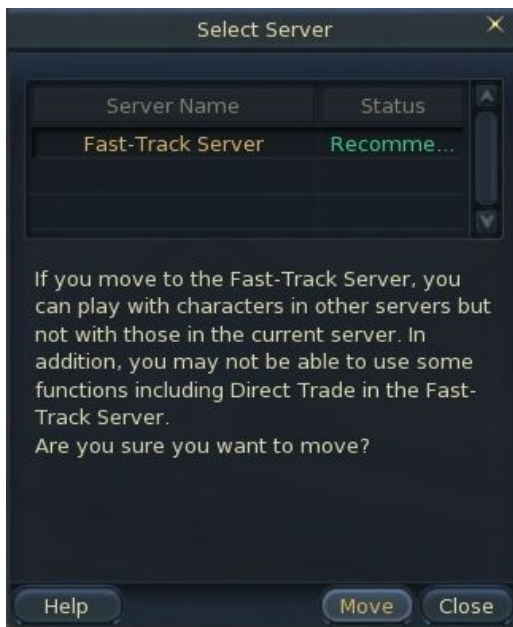 Select Server
Server Name Status
Fast-Track Server Recomme...
If you move to the Fast-Track Server, you
can play with characters in other servers but
not with those in the current server. In
addition, you may not be able to use some
functions including Direct Trade in the Fast-
Track Server.
Are you sure you want to move?
Help Move Close